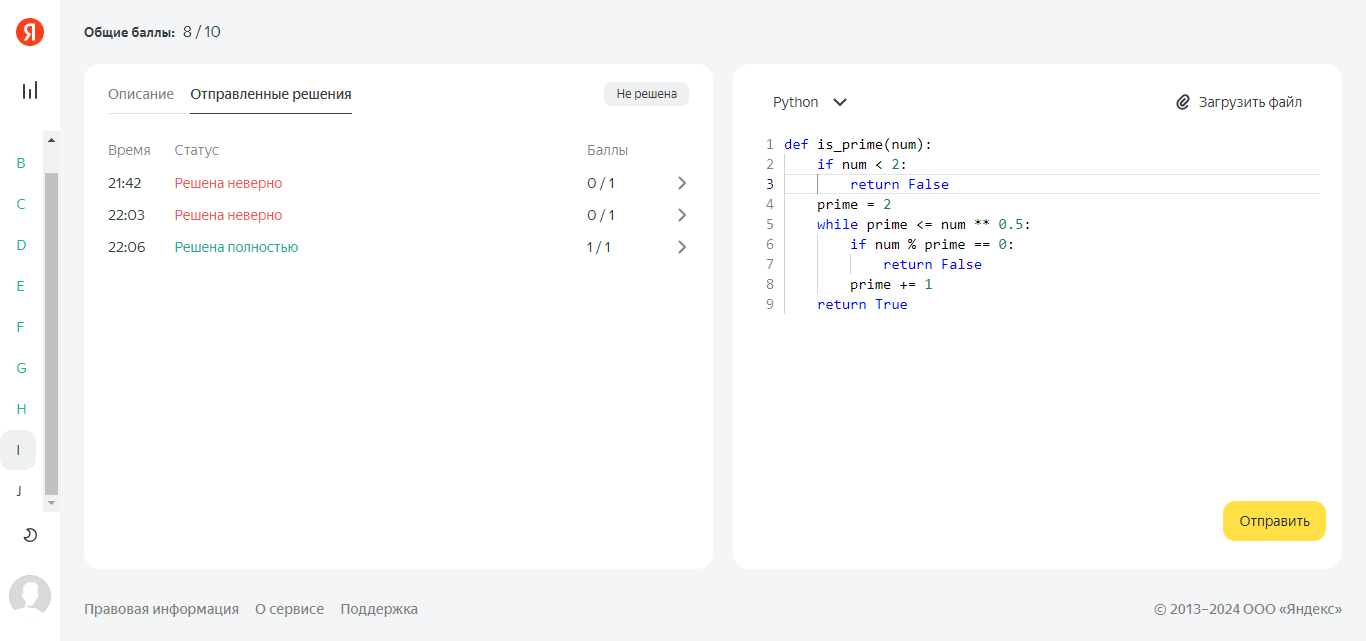 Я
Общие баллы: 8 / 10
B
C
D
E
F
G
H
I
J
Описание Отправленные решения Не решена
Время Статус Баллы
21:42 Решена неверно 0 / 1
22:03 Решена неверно 0 / 1
22:06 Решена полностью 1 / 1
Python Загрузить файл
1 def is_prime(num):
2     if num < 2:
3         return False
4     prime = 2
5     while prime <= num ** 0.5:
6         if num % prime == 0:
7             return False
8         prime += 1
9     return True
Отправить
Правовая информация О сервисе Поддержка © 2013–2024 ООО «Яндекс»